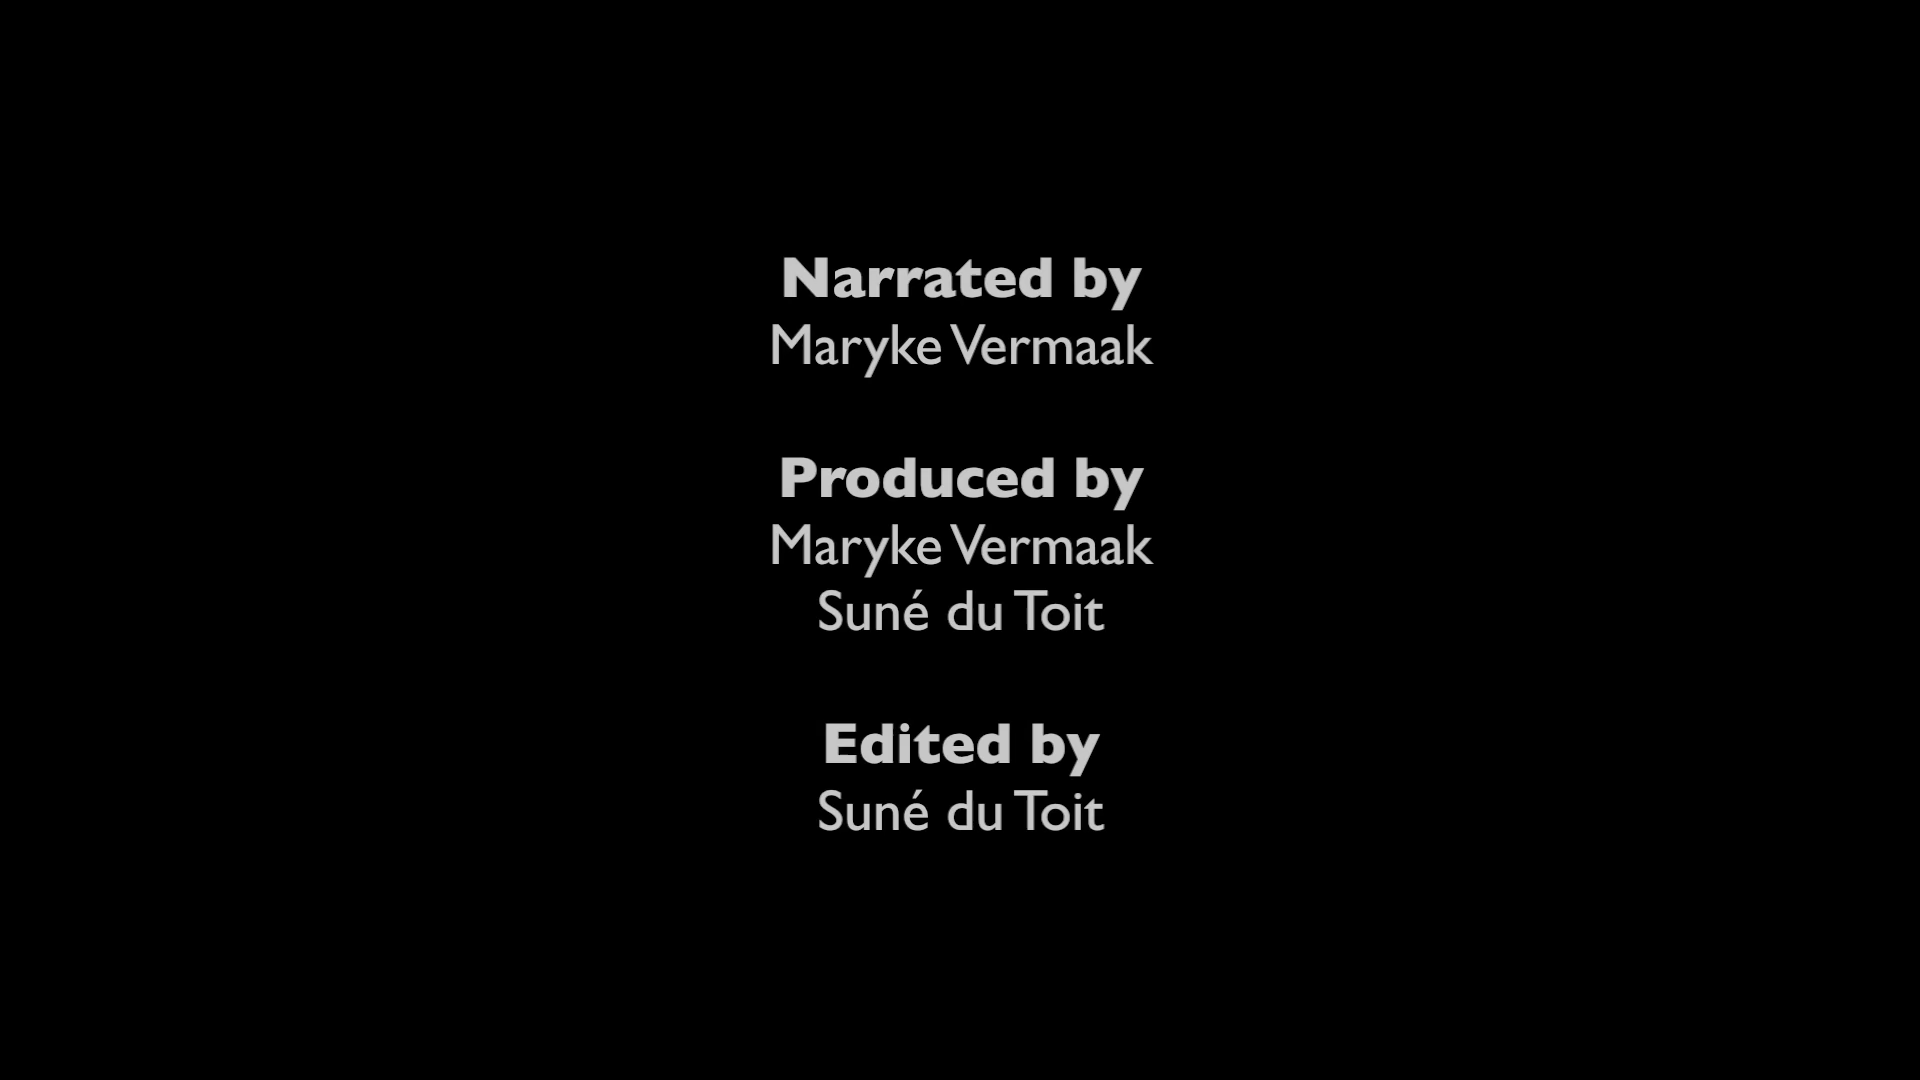 Narrated by
Maryke Vermaak
Produced by
Maryke Vermaak
Suné du Toit
Edited by
Suné du Toit